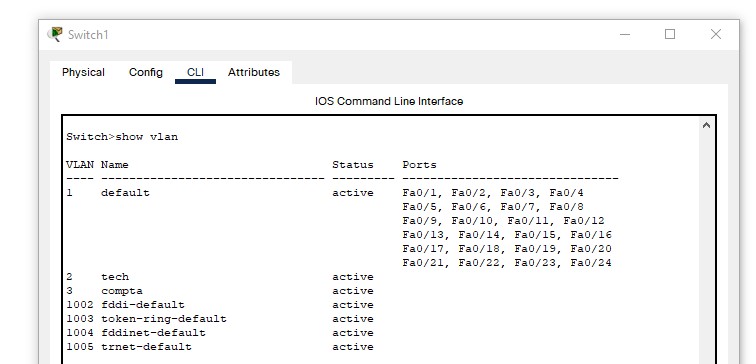 Switch1
Physical Config CLI Attributes
IOS Command Line Interface
Switch>show vlan
VLAN Name Status Ports
---- -------------------------------- --------- -------------------------------
1 default active Fa0/1, Fa0/2, Fa0/3, Fa0/4
Fa0/5, Fa0/6, Fa0/7, Fa0/8
Fa0/9, Fa0/10, Fa0/11, Fa0/12
Fa0/13, Fa0/14, Fa0/15, Fa0/16
Fa0/17, Fa0/18, Fa0/19, Fa0/20
Fa0/21, Fa0/22, Fa0/23, Fa0/24
2 tech active
3 compta active
1002 fddi-default active
1003 token-ring-default active
1004 fddinet-default active
1005 trnet-default active